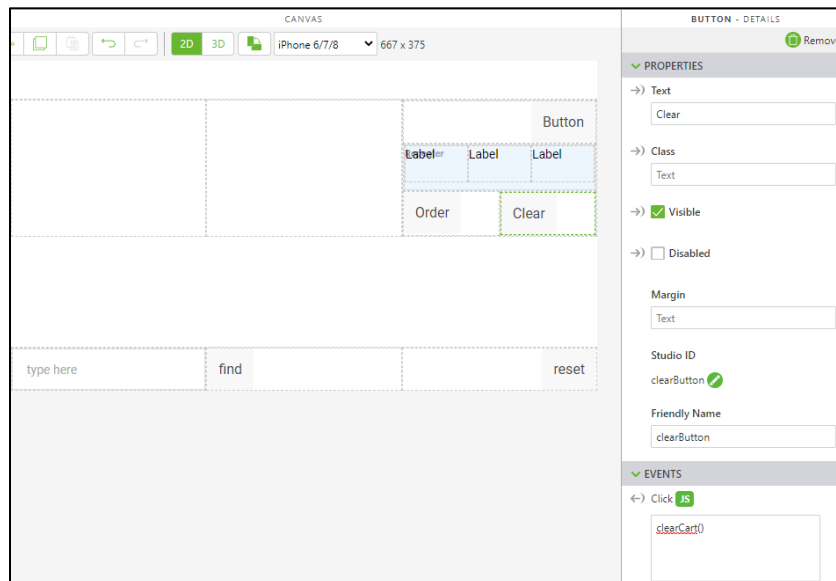 CANVAS
2D 3D iPhone 6/7/8 667 x 375
Button
Label Label Label
Order Clear
type here find reset
BUTTON - DETAILS
Remov
PROPERTIES
Text
Clear
Class
Text
Visible
Disabled
Margin
Text
Studio ID
clearButton
Friendly Name
clearButton
EVENTS
Click JS
clearCart()